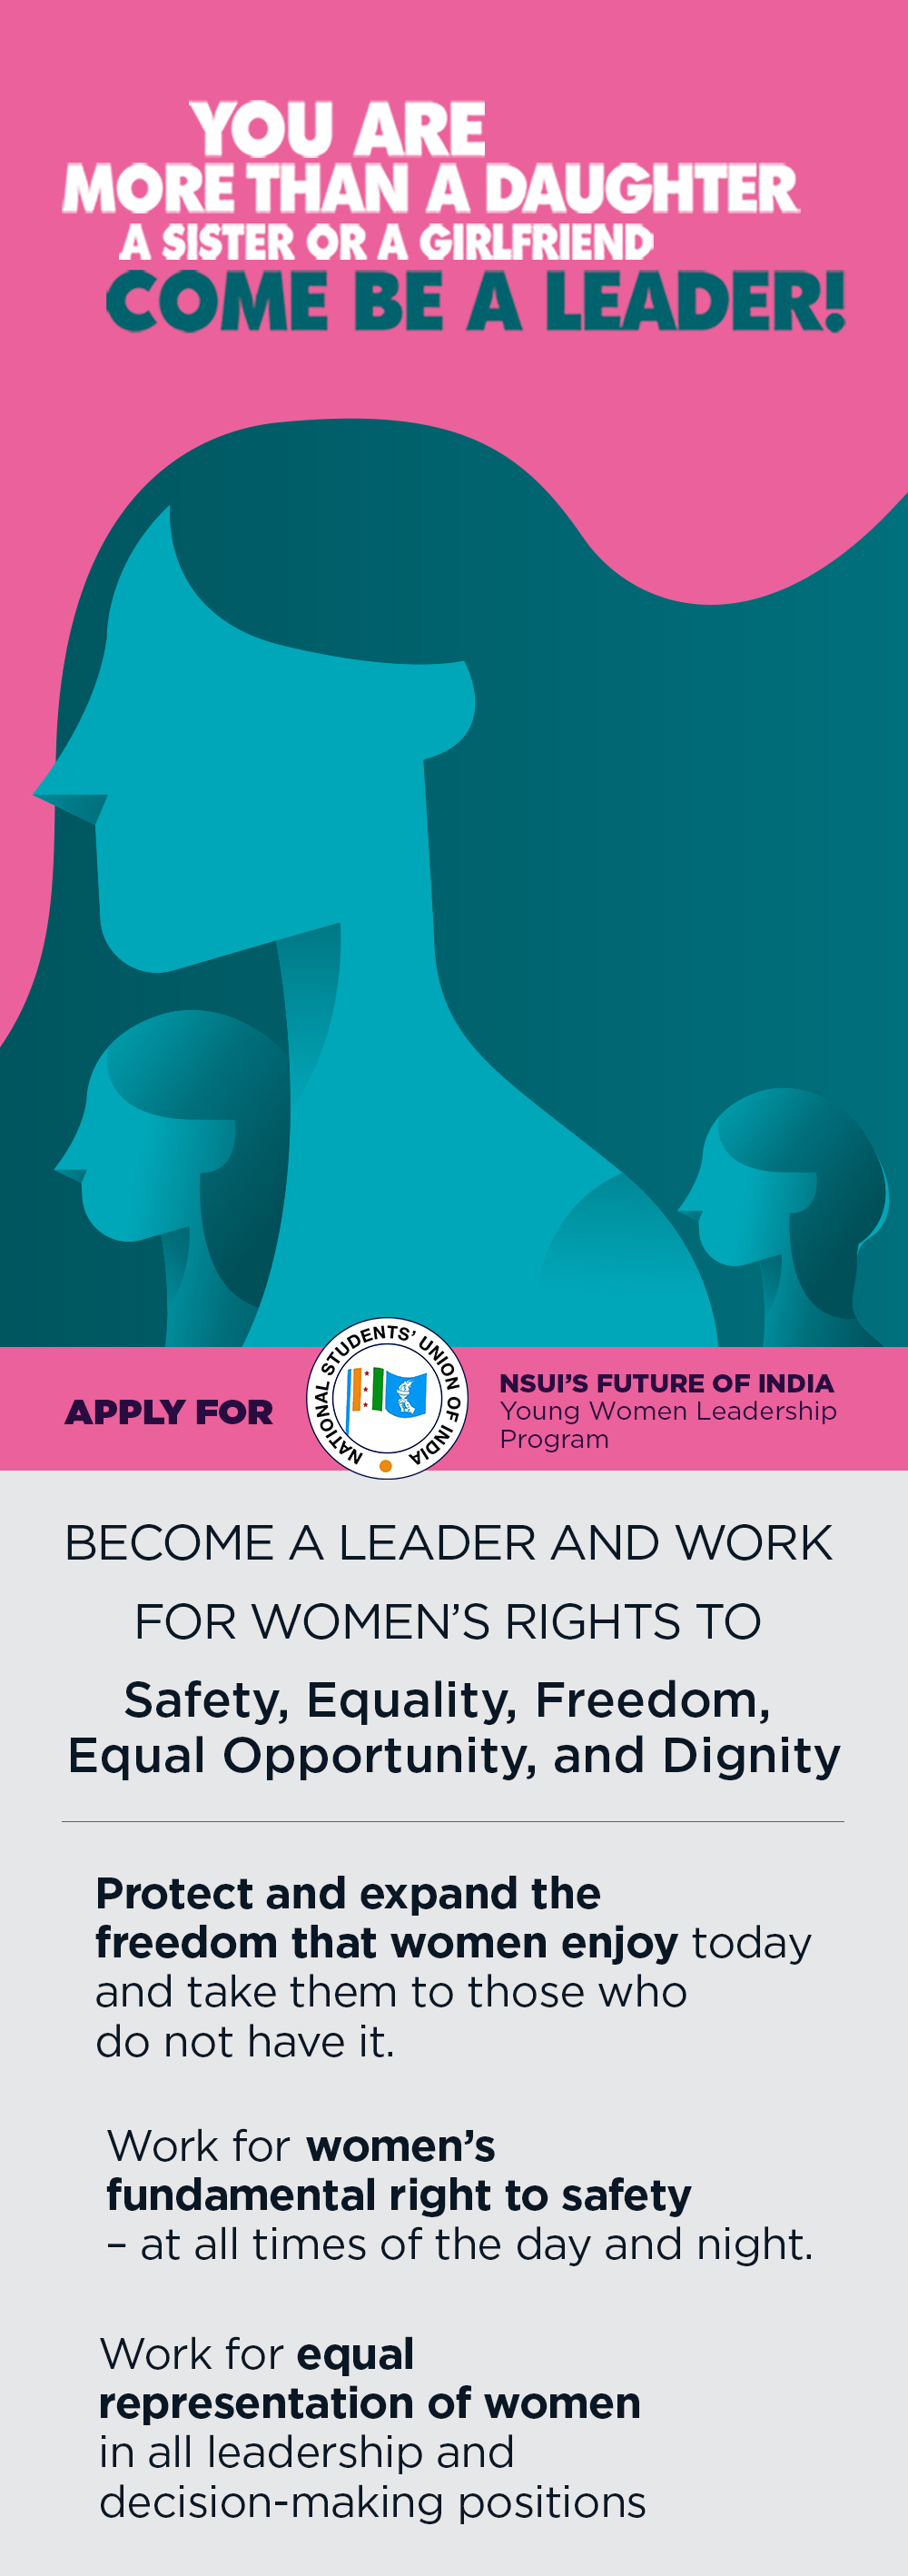 YOU ARE
MORE THAN A DAUGHTER
A SISTER OR A GIRLFRIEND
COME BE A LEADER!
APPLY FOR
NATIONAL STUDENTS' UNION OF INDIA
NSUI’S FUTURE OF INDIA
Young Women Leadership
Program
BECOME A LEADER AND WORK
FOR WOMEN’S RIGHTS TO
Safety, Equality, Freedom,
Equal Opportunity, and Dignity
Protect and expand the
freedom that women enjoy today
and take them to those who
do not have it.
Work for women’s
fundamental right to safety
– at all times of the day and night.
Work for equal
representation of women
in all leadership and
decision-making positions